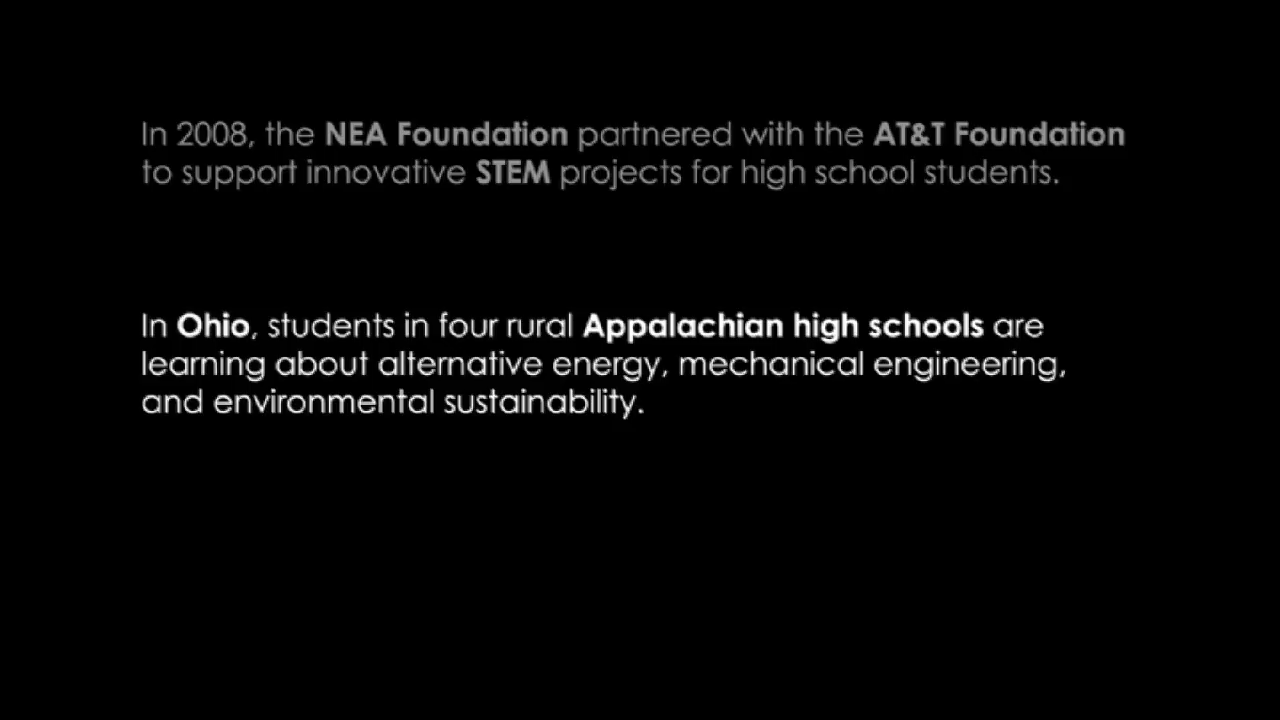 In 2008, the NEA Foundation partnered with the AT&T Foundation
to support innovative STEM projects for high school students.
In Ohio, students in four rural Appalachian high schools are
learning about alternative energy, mechanical engineering,
and environmental sustainability.